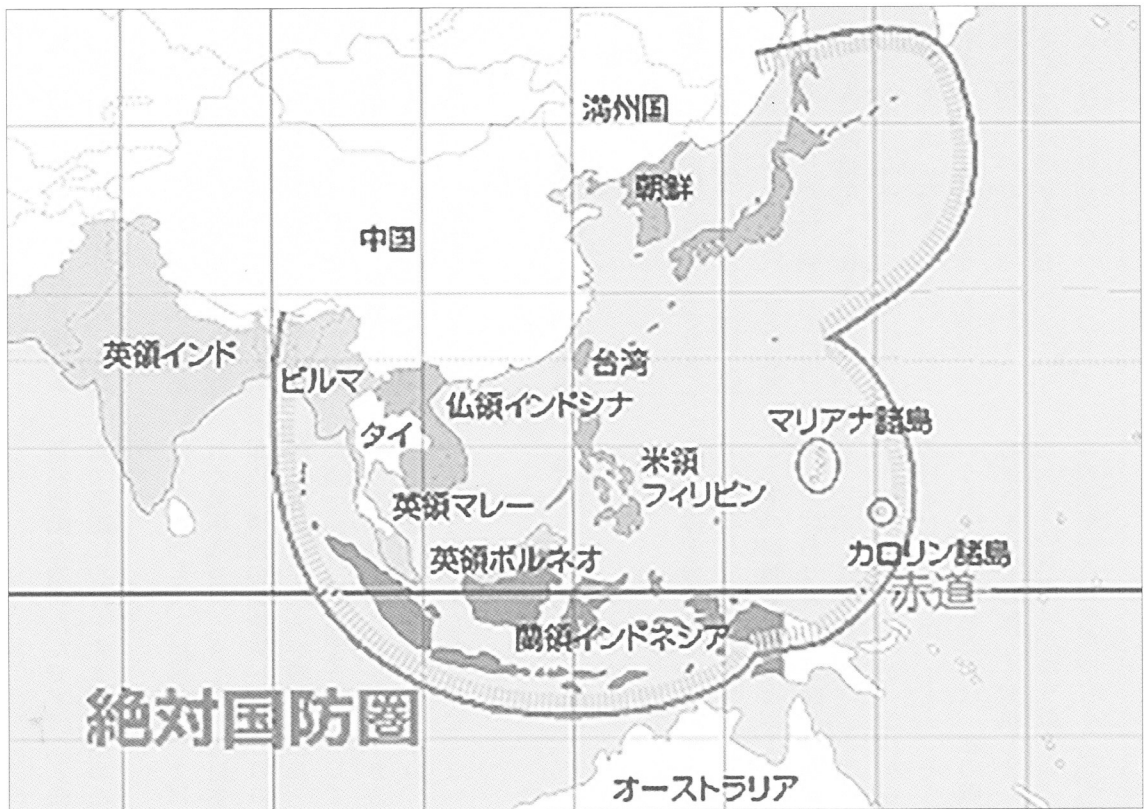 満州国
朝鮮
中国
英領インド
ビルマ
台湾
仏領インドシナ
タイ
マリアナ諸島
米領
フィリピン
英領マレー
カロリン諸島
英領ボルネオ
赤道
蘭領インドネシア
絶対国防圏
オーストラリア